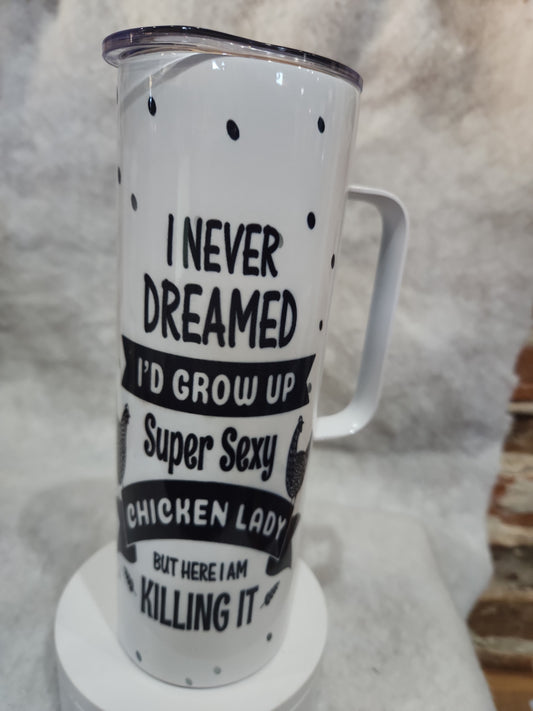 I NEVER
DREAMED
I'D GROW UP
Super Sexy
CHICKEN LADY
BUT HERE I AM
KILLING IT